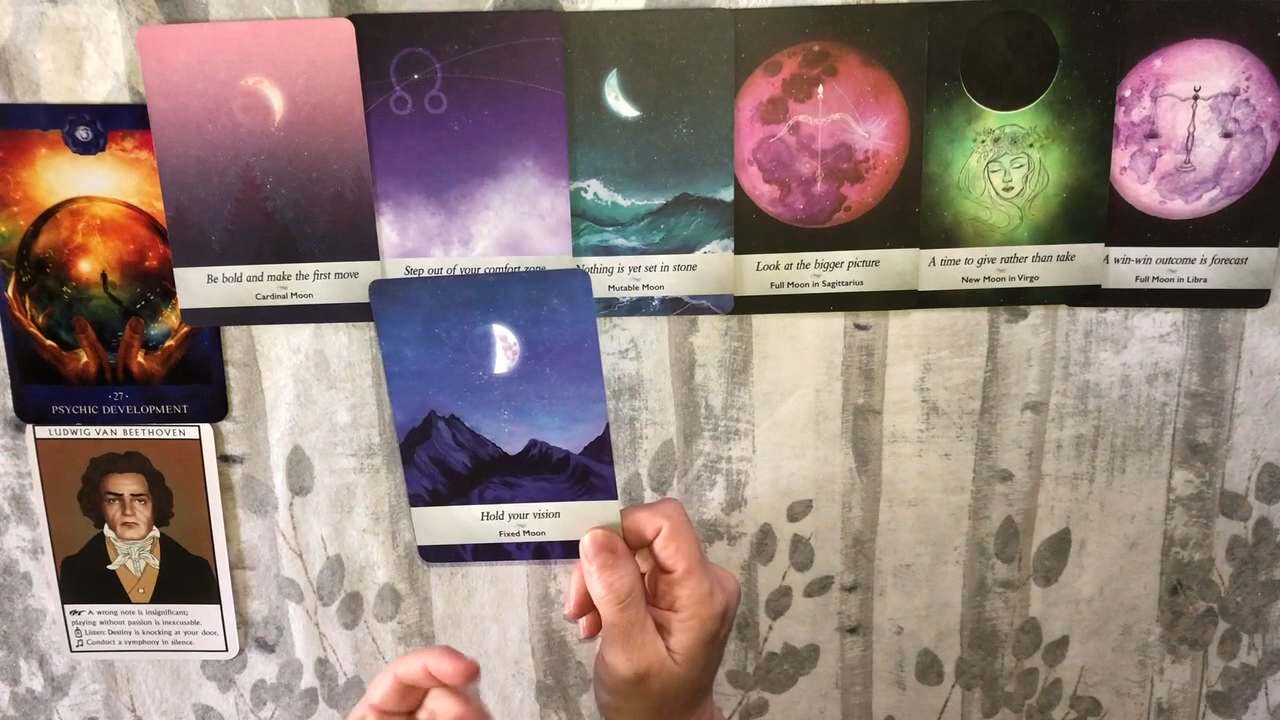 Be bold and make the first move
Cardinal Moon
Step out of your comfort zone
Nothing is yet set in stone
Mutable Moon
Look at the bigger picture
Full Moon in Sagittarius
A time to give rather than take
New Moon in Virgo
A win-win outcome is forecast
Full Moon in Libra
Hold your vision
Fixed Moon
·27·
PSYCHIC DEVELOPMENT
LUDWIG VAN BEETHOVEN
A wrong note is insignificant;
playing without passion is inexcusable.
Listen: Destiny is knocking at your door.
Conduct a symphony in silence.